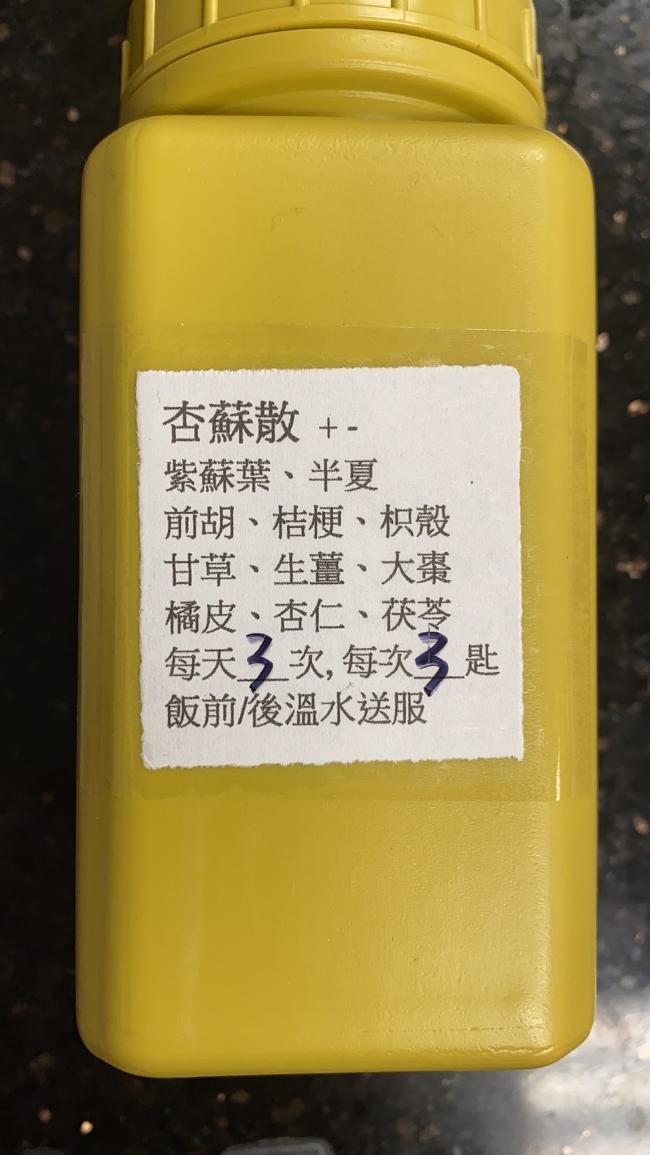 杏蘇散 + -
紫蘇葉、半夏
前胡、桔梗、枳殼
甘草、生薑、大棗
橘皮、杏仁、茯苓
每天 3 次, 每次 3 匙
飯前/後溫水送服